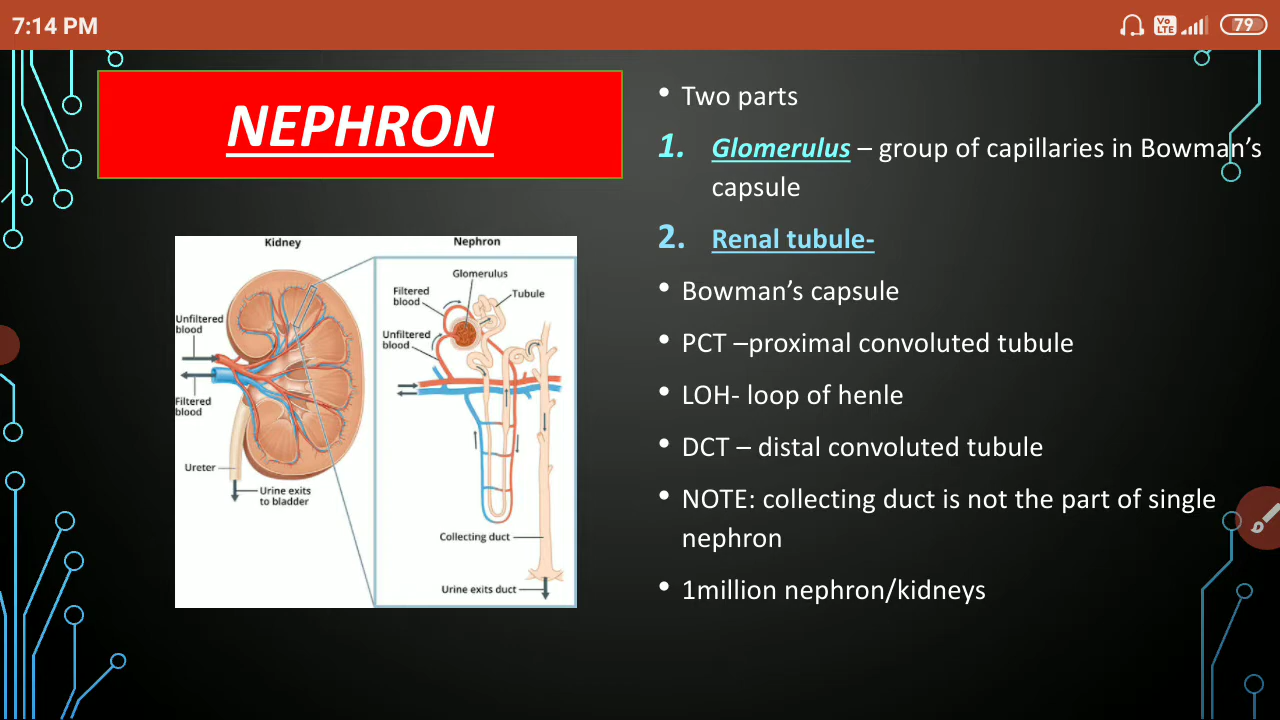 7:14 PM
Vo
LTE
79
NEPHRON
• Two parts
1. Glomerulus – group of capillaries in Bowman's
capsule
2. Renal tubule-
• Bowman's capsule
• PCT –proximal convoluted tubule
• LOH- loop of henle
• DCT – distal convoluted tubule
• NOTE: collecting duct is not the part of single
nephron
• 1million nephron/kidneys
Kidney
Unfiltered
blood
Filtered
blood
Ureter
Urine exits
to bladder
Nephron
Glomerulus
Filtered
blood
Tubule
Unfiltered
blood
Collecting duct
Urine exits duct